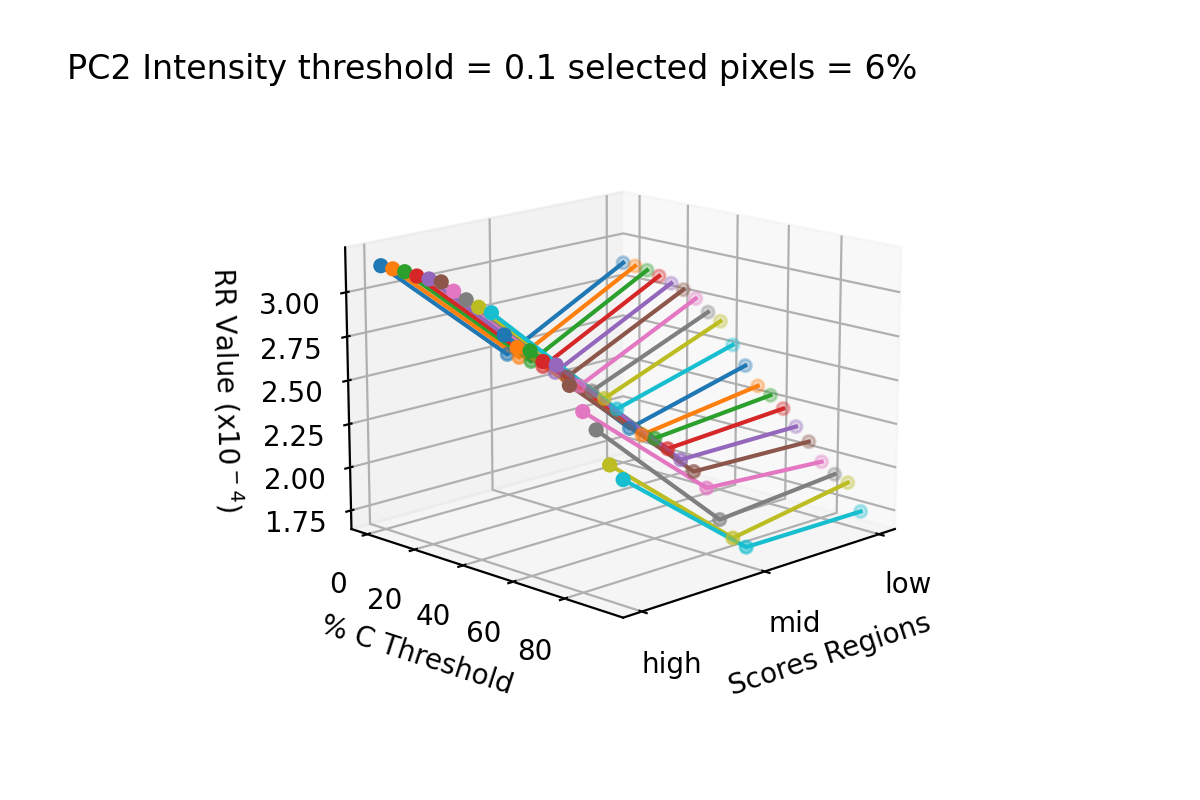 PC2 Intensity threshold = 0.1 selected pixels = 6%
RR Value (x10⁻⁴)
3.00
2.75
2.50
2.25
2.00
1.75
0
20
40
60
80
% C Threshold
high
mid
low
Scores Regions